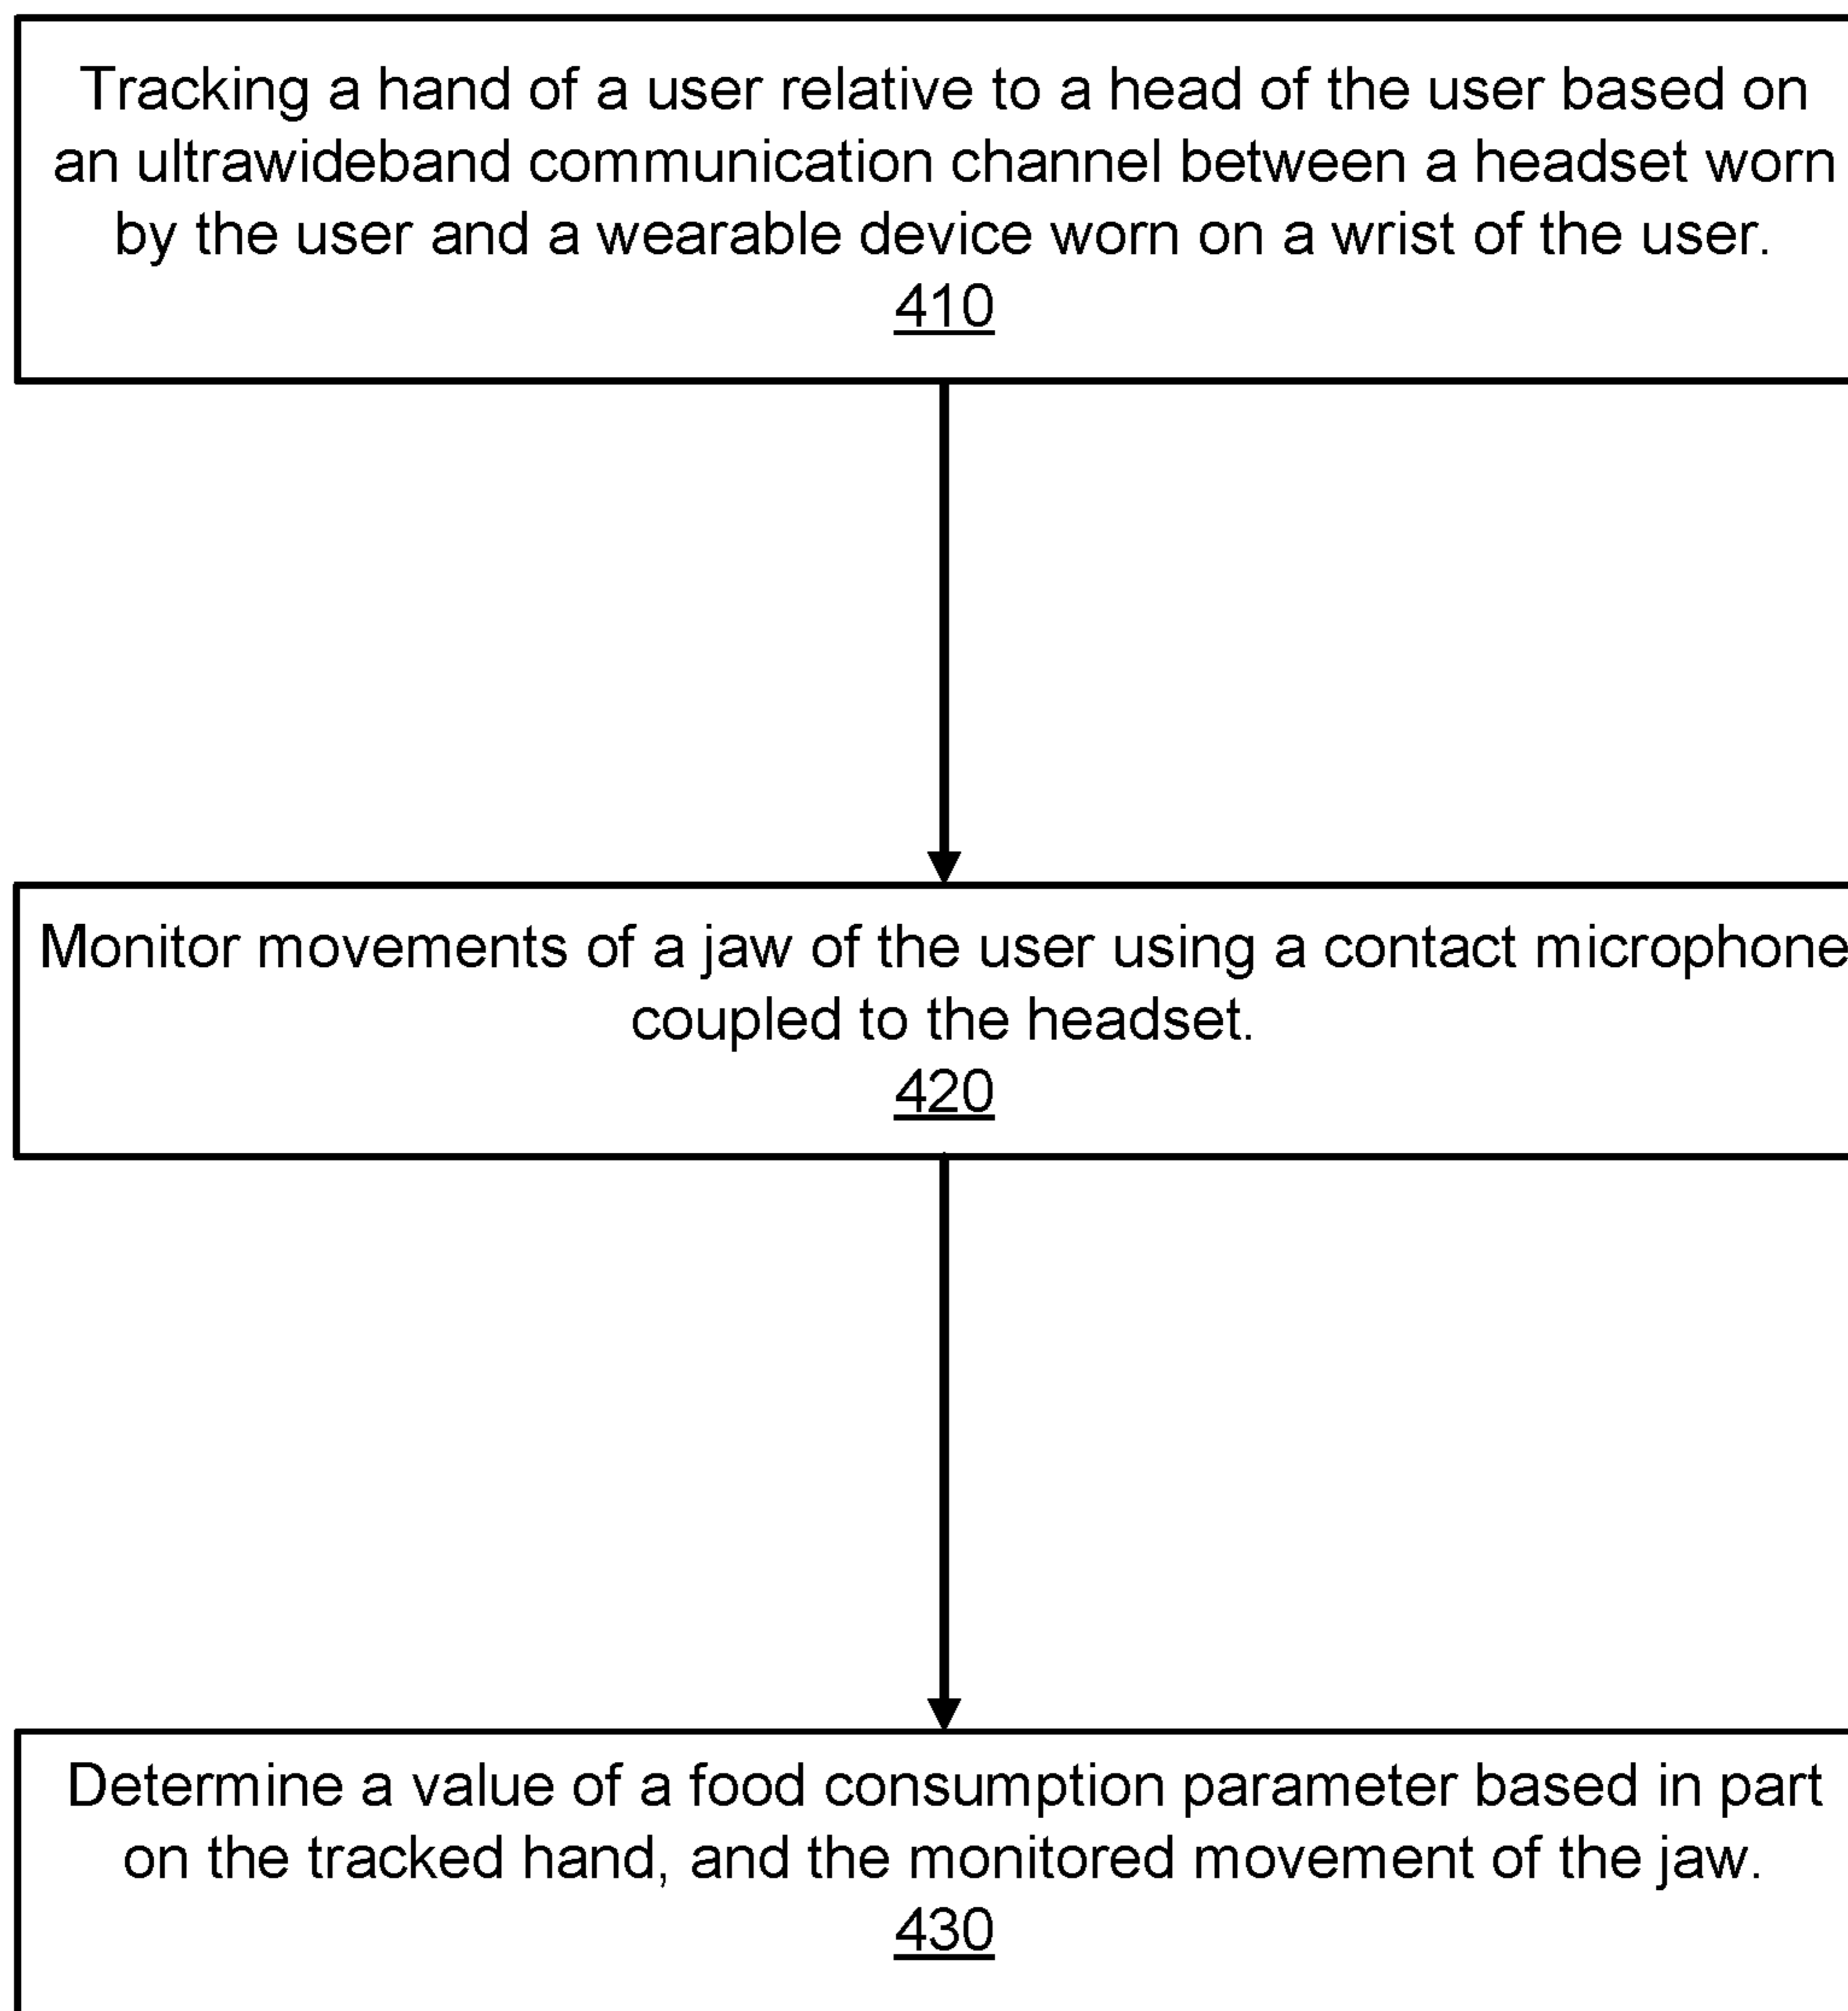 Tracking a hand of a user relative to a head of the user based on
an ultrawideband communication channel between a headset worn
by the user and a wearable device worn on a wrist of the user.
410
Monitor movements of a jaw of the user using a contact microphone
coupled to the headset.
420
Determine a value of a food consumption parameter based in part
on the tracked hand, and the monitored movement of the jaw.
430